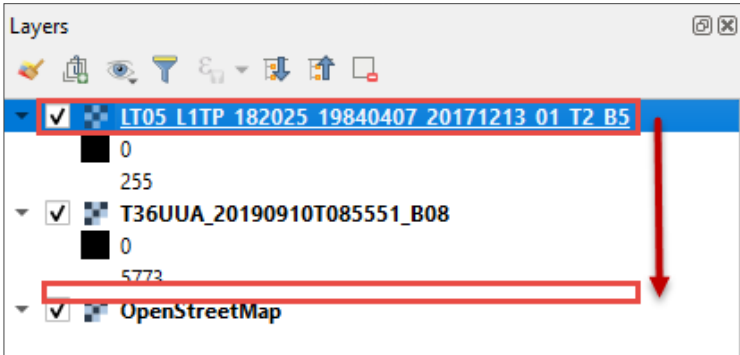 Layers
LT05_L1TP_182025_19840407_20171213_01_T2_B5
0
255
T36UUA_20190910T085551_B08
0
5773
OpenStreetMap